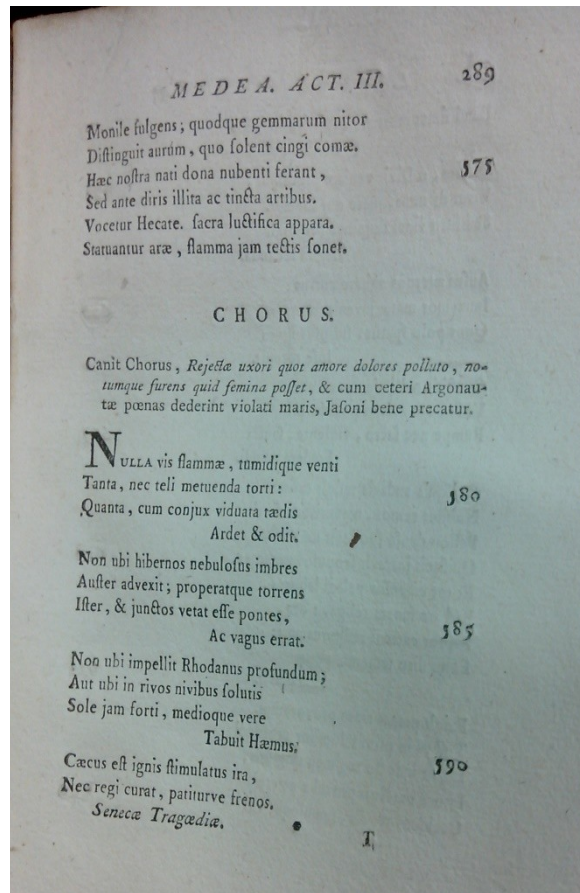 MEDEA. ACT. III. 289
Monile fulgens; quodque gemmarum nitor
Diſtinguit aurum, quo ſolent cingi comæ.
Hæc noſtra nati dona nubenti ferant, 575
Sed ante diris illita ac tincta artibus.
Vocetur Hecate. ſacra luctifica appara.
Statuantur aræ, flamma jam tectis ſonet.
CHORUS.
Canit Chorus, Rejectæ uxori quot amore dolores polluto, no-
tumque furens quid femina poſſet, & cum ceteri Argonau-
tæ pœnas dederint violati maris, Jaſoni bene precatur.
NULLA vis flammæ, tumidique venti
Tanta, nec teli metuenda torti: 580
Quanta, cum conjux viduata tædis
Ardet & odit.
Non ubi hibernos nebuloſus imbres
Auſter advexit; properatque torrens
Iſter, & junctos vetat eſſe pontes, 585
Ac vagus errat.
Non ubi impellit Rhodanus profundum;
Aut ubi in rivos nivibus ſolutis
Sole jam forti, medioque vere
Tabuit Hæmus. 590
Cæcus eſt ignis ſtimulatus ira,
Nec regi curat, patiturve frenos.
Senecæ Tragœdiæ. T